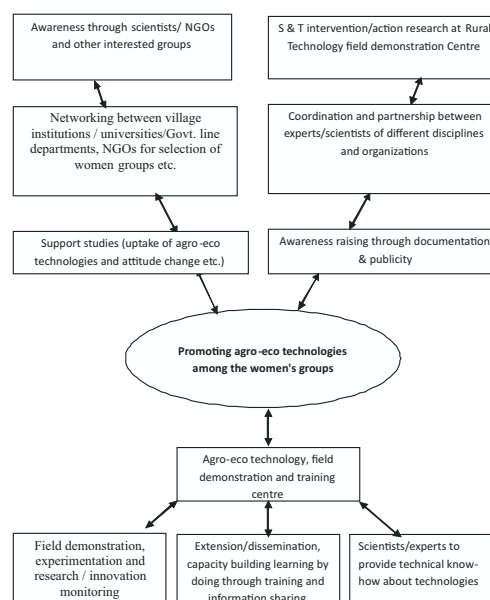 Awareness through scientists/ NGOs
and other interested groups
S & T intervention/action research at Rural
Technology field demonstration Centre
Networking between village
institutions / universities/Govt. line
departments, NGOs for selection of
women groups etc.
Coordination and partnership between
experts/scientists of different disciplines
and organizations
Support studies (uptake of agro-eco
technologies and attitude change etc.)
Awareness raising through documentation
& publicity
Promoting agro-eco technologies
among the women's groups
Agro-eco technology, field
demonstration and training
centre
Field demonstration,
experimentation and
research / innovation
monitoring
Extension/dissemination,
capacity building learning by
doing through training and
information sharing
Scientists/experts to
provide technical know-
how about technologies